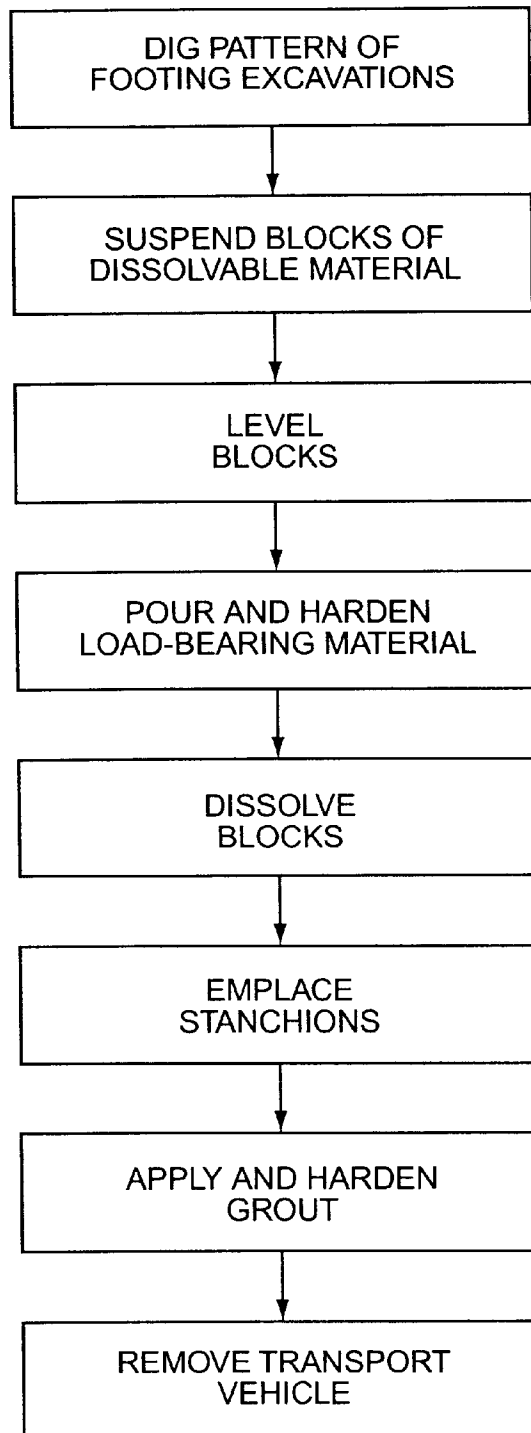 DIG PATTERN OF
FOOTING EXCAVATIONS
SUSPEND BLOCKS OF
DISSOLVABLE MATERIAL
LEVEL
BLOCKS
POUR AND HARDEN
LOAD-BEARING MATERIAL
DISSOLVE
BLOCKS
EMPLACE
STANCHIONS
APPLY AND HARDEN
GROUT
REMOVE TRANSPORT
VEHICLE